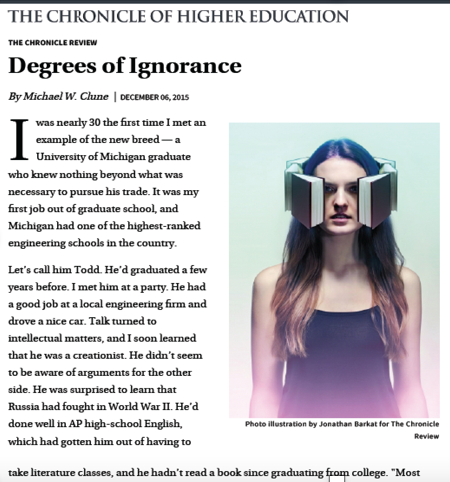 THE CHRONICLE OF HIGHER EDUCATION
THE CHRONICLE REVIEW
Degrees of Ignorance
By Michael W. Clune | DECEMBER 06, 2015
I was nearly 30 the first time I met an
example of the new breed — a
University of Michigan graduate
who knew nothing beyond what was
necessary to pursue his trade. It was my
first job out of graduate school, and
Michigan had one of the highest-ranked
engineering schools in the country.
Let's call him Todd. He'd graduated a few
years before. I met him at a party. He had
a good job at a local engineering firm and
drove a nice car. Talk turned to
intellectual matters, and I soon learned
that he was a creationist. He didn't seem
to be aware of arguments for the other
side. He was surprised to learn that
Russia had fought in World War II. He'd
done well in AP high-school English,
which had gotten him out of having to
Photo illustration by Jonathan Barkat for The Chronicle
Review
take literature classes, and he hadn't read a book since graduating from college. "Most